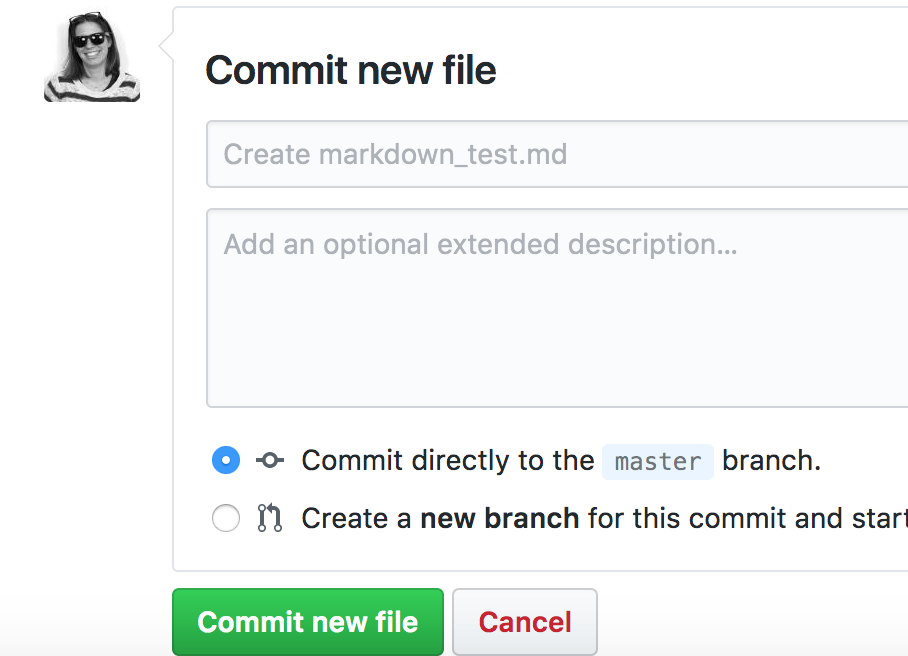 Commit new file
Create markdown_test.md
Add an optional extended description...
Commit directly to the master branch.
Create a new branch for this commit and start
Commit new file
Cancel